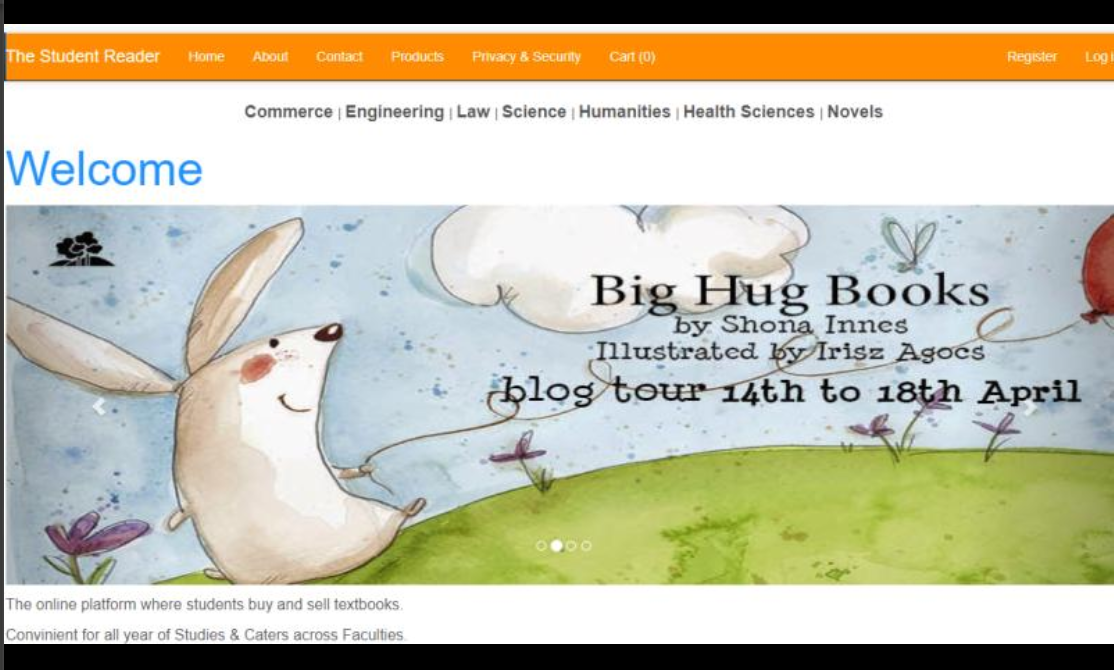 The Student Reader Home About Contact Products Privacy & Security Cart (0) Register Log in
Commerce | Engineering | Law | Science | Humanities | Health Sciences | Novels
Welcome
Big Hug Books
by Shona Innes
Illustrated by Irisz Agocs
blog tour 14th to 18th April
The online platform where students buy and sell textbooks.
Convinient for all year of Studies & Caters across Faculties.